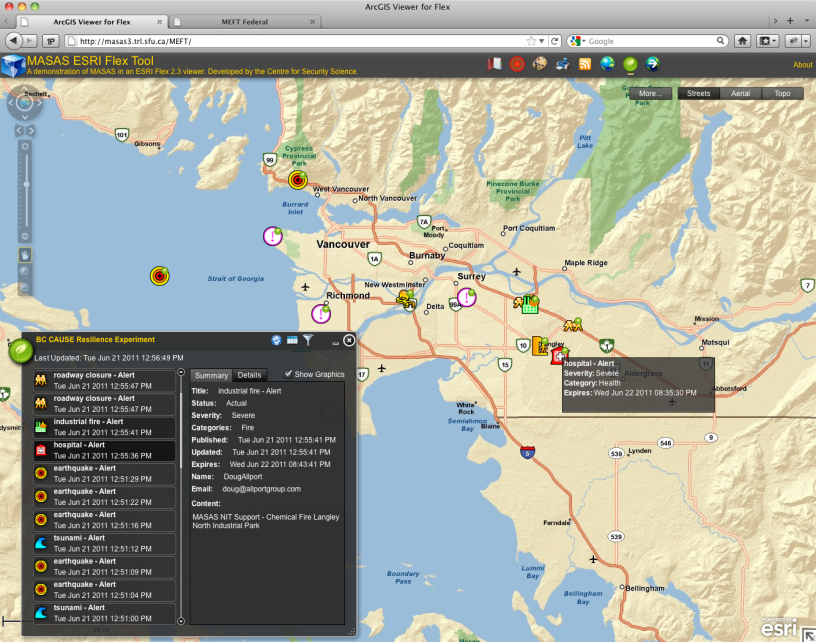 ArcGIS Viewer for Flex
ArcGIS Viewer for Flex
MEFT Federal
1P
http://masas3.trl.sfu.ca/MEFT/
Google
MASAS ESRI Flex Tool
A demonstration of MASAS in an ESRI Flex 2.3 viewer. Developed by the Centre for Security Science.
About
More...
Streets
Aerial
Topo
Sechelt
Park
101
Gibsons
99
Cypress
Provincial
Park
Pitt
Lake
Pinecone Burke
Provincial
Park
West Vancouver
North Vancouver
Burrard
Inlet
7A
Port
Moody
Port Coquitlam
Vancouver
Coquitlam
1A
Burnaby
Maple Ridge
Strait of Georgia
Surrey
7
New Westminster
Richmond
Delta
99A
Mission
10
Langley
Matsqui
15
17
Aldergrove
Abbotsford
White
Rock
Semiahmoo
Bay
Blaine
5
9
546
539
Lynden
Ferndale
539
Lummi
Bay
Boundary
Pass
Bellingham
Bay
Bellingham
hospital - Alert
Severity: Severe
Category: Health
Expires: Wed Jun 22 2011 08:35:30 PM
BC CAUSE Resilience Experiment
Last Updated: Tue Jun 21 2011 12:56:49 PM
roadway closure - Alert
Tue Jun 21 2011 12:55:47 PM
roadway closure - Alert
Tue Jun 21 2011 12:55:47 PM
industrial fire - Alert
Tue Jun 21 2011 12:55:41 PM
hospital - Alert
Tue Jun 21 2011 12:55:36 PM
earthquake - Alert
Tue Jun 21 2011 12:51:29 PM
earthquake - Alert
Tue Jun 21 2011 12:51:22 PM
earthquake - Alert
Tue Jun 21 2011 12:51:16 PM
tsunami - Alert
Tue Jun 21 2011 12:51:12 PM
earthquake - Alert
Tue Jun 21 2011 12:51:09 PM
earthquake - Alert
Tue Jun 21 2011 12:51:04 PM
tsunami - Alert
Tue Jun 21 2011 12:51:00 PM
Summary
Details
Show Graphics
Title: industrial fire - Alert
Status: Actual
Severity: Severe
Categories: Fire
Published: Tue Jun 21 2011 12:55:41 PM
Updated: Tue Jun 21 2011 12:55:41 PM
Expires: Wed Jun 22 2011 08:43:41 PM
Name: DougAllport
Email: doug@allportgroup.com
Content:
MASAS NIT Support - Chemical Fire Langley
North Industrial Park
esri